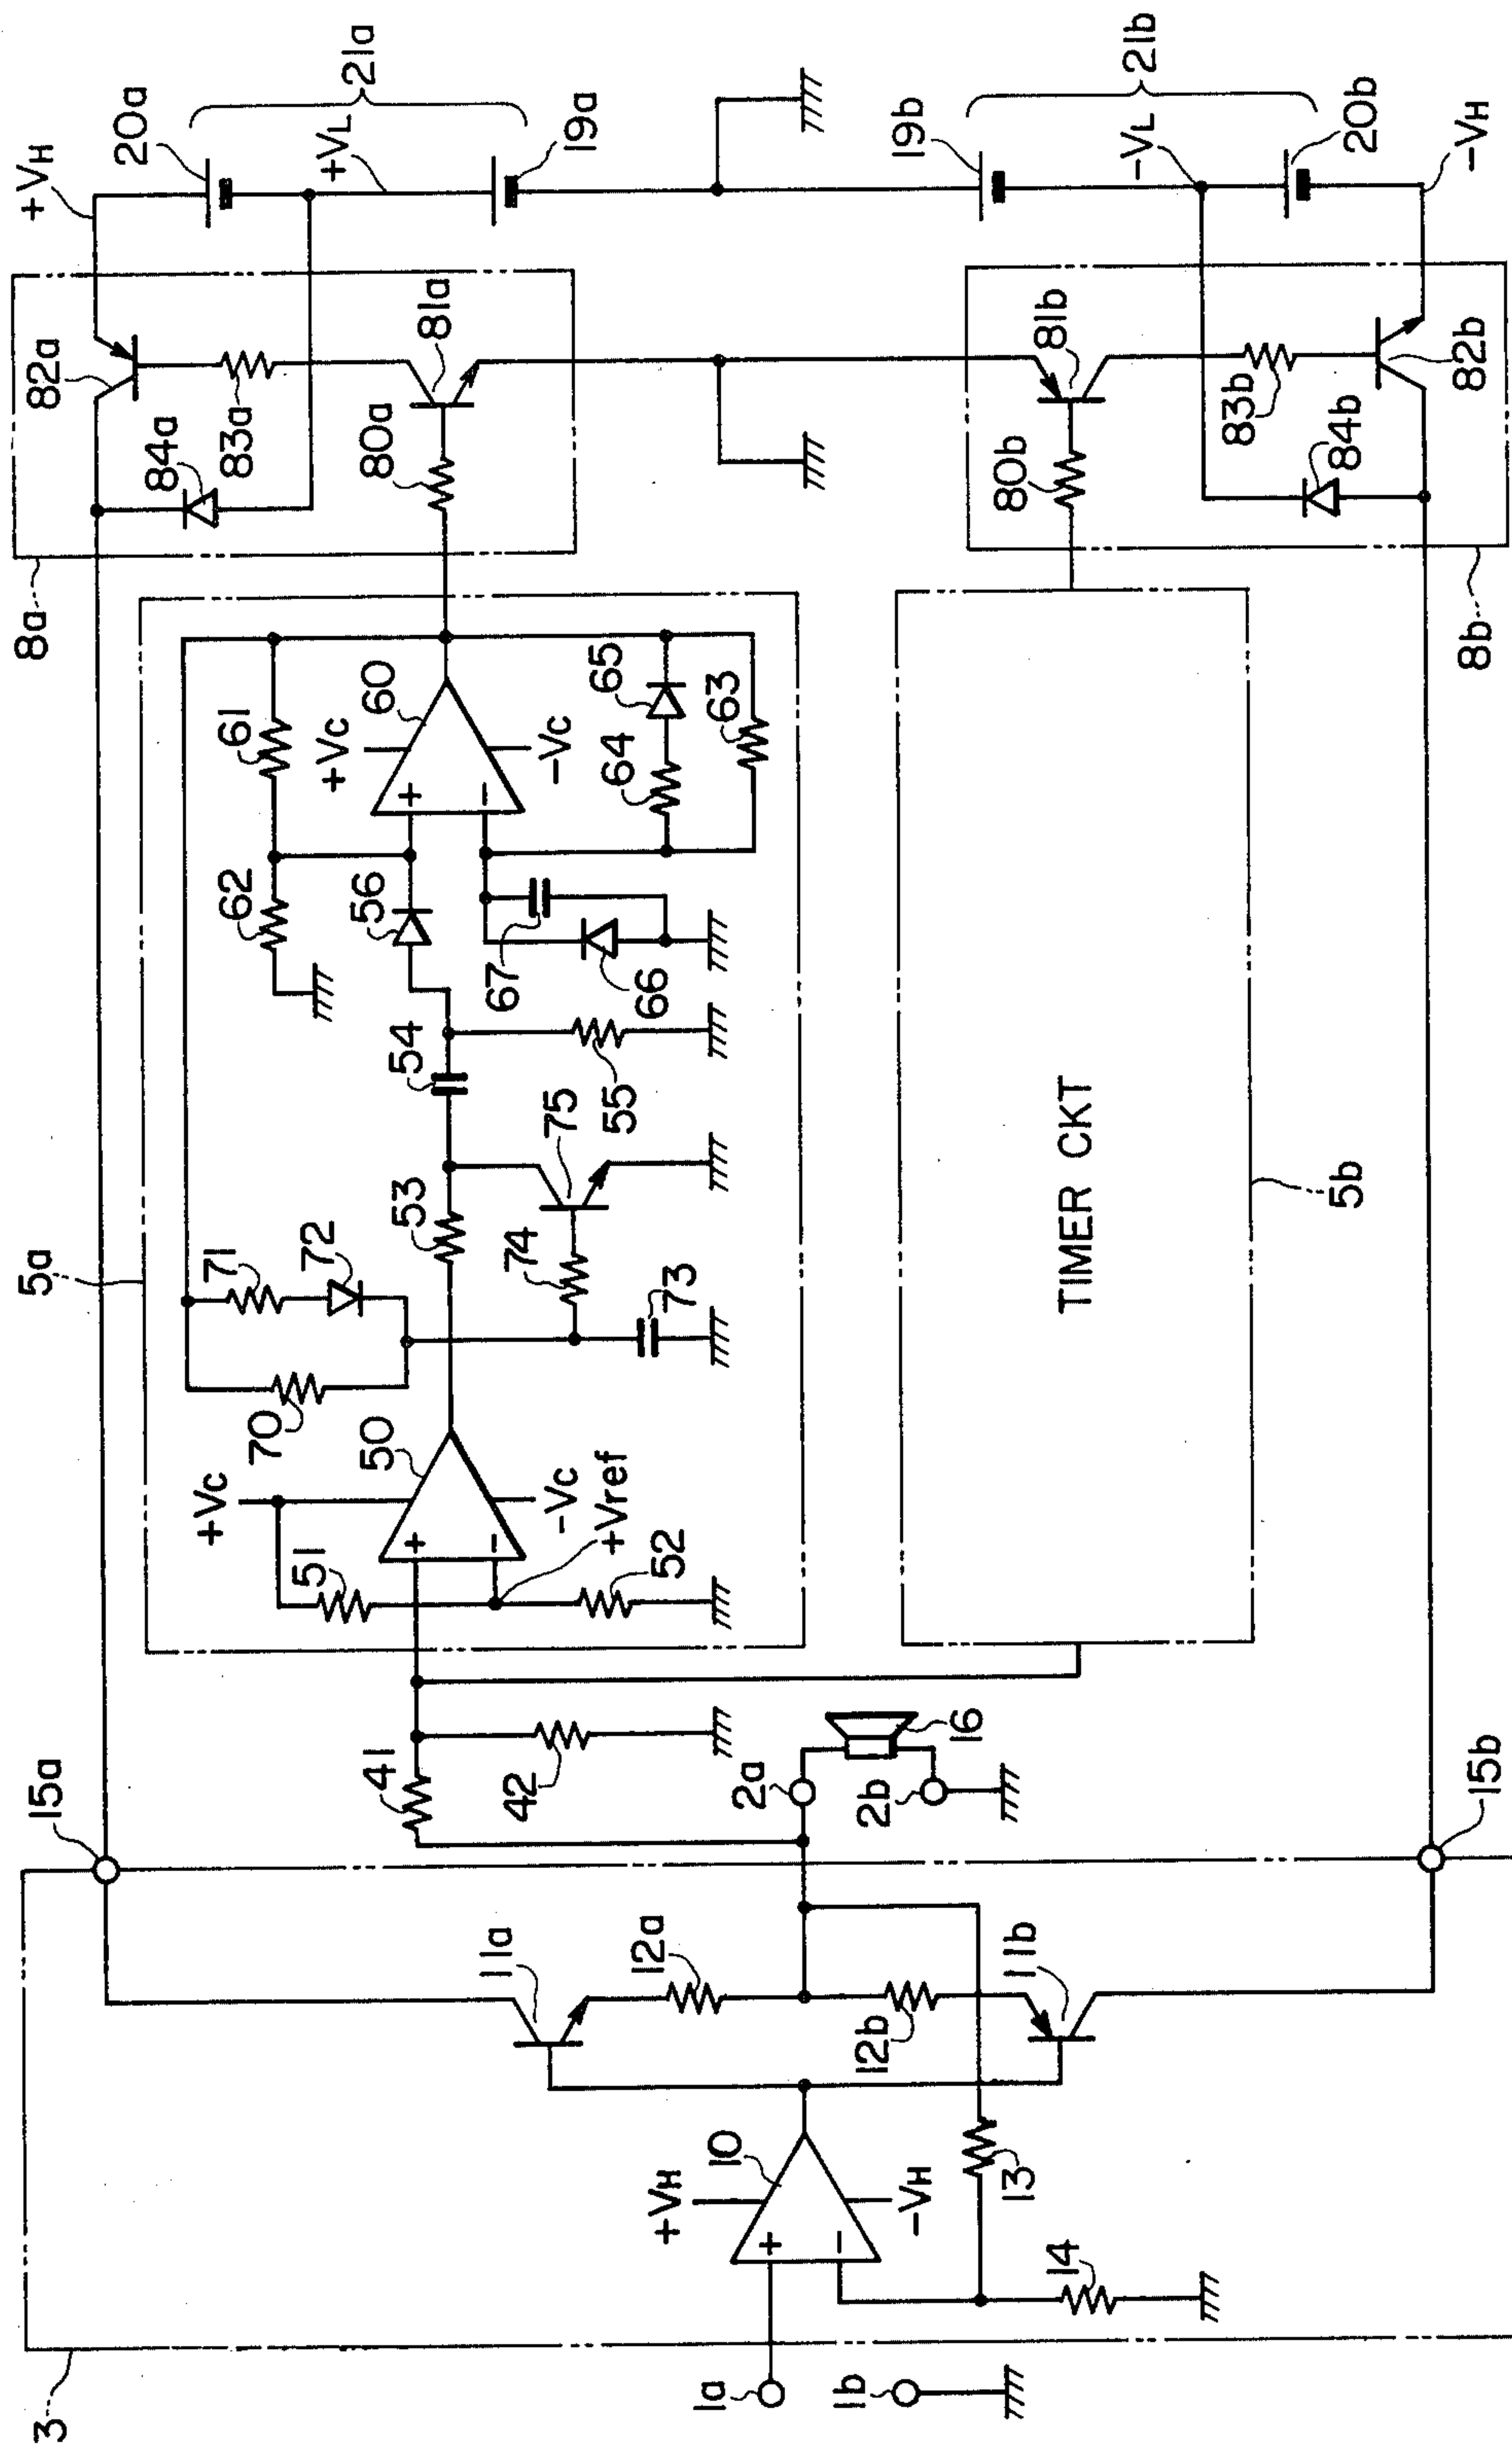 3
1a
1b
+VH
10
-VH
+
-
13
14
11a
12a
12b
11b
15a
15b
41
42
2a
2b
16
5a
+Vc
51
50
+
-
-Vc
+Vref
52
70
71
72
53
74
73
75
54
55
56
62
61
67
66
+Vc
60
+
-
-Vc
64
65
63
TIMER CKT
5b
8a
82a
84a
83a
80a
81a
+VH
20a
+VL
21a
19a
19b
21b
-VL
20b
-VH
80b
81b
83b
84b
82b
8b